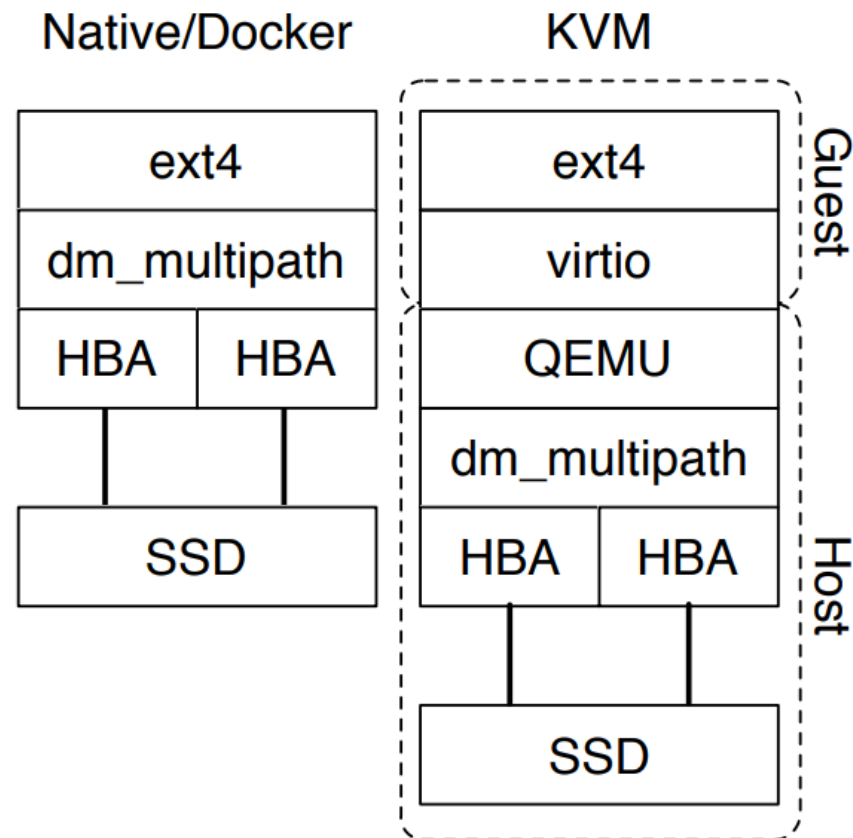 Native/Docker
ext4
dm_multipath
HBA HBA
SSD
KVM
ext4
virtio
QEMU
dm_multipath
HBA HBA
SSD
Guest
Host